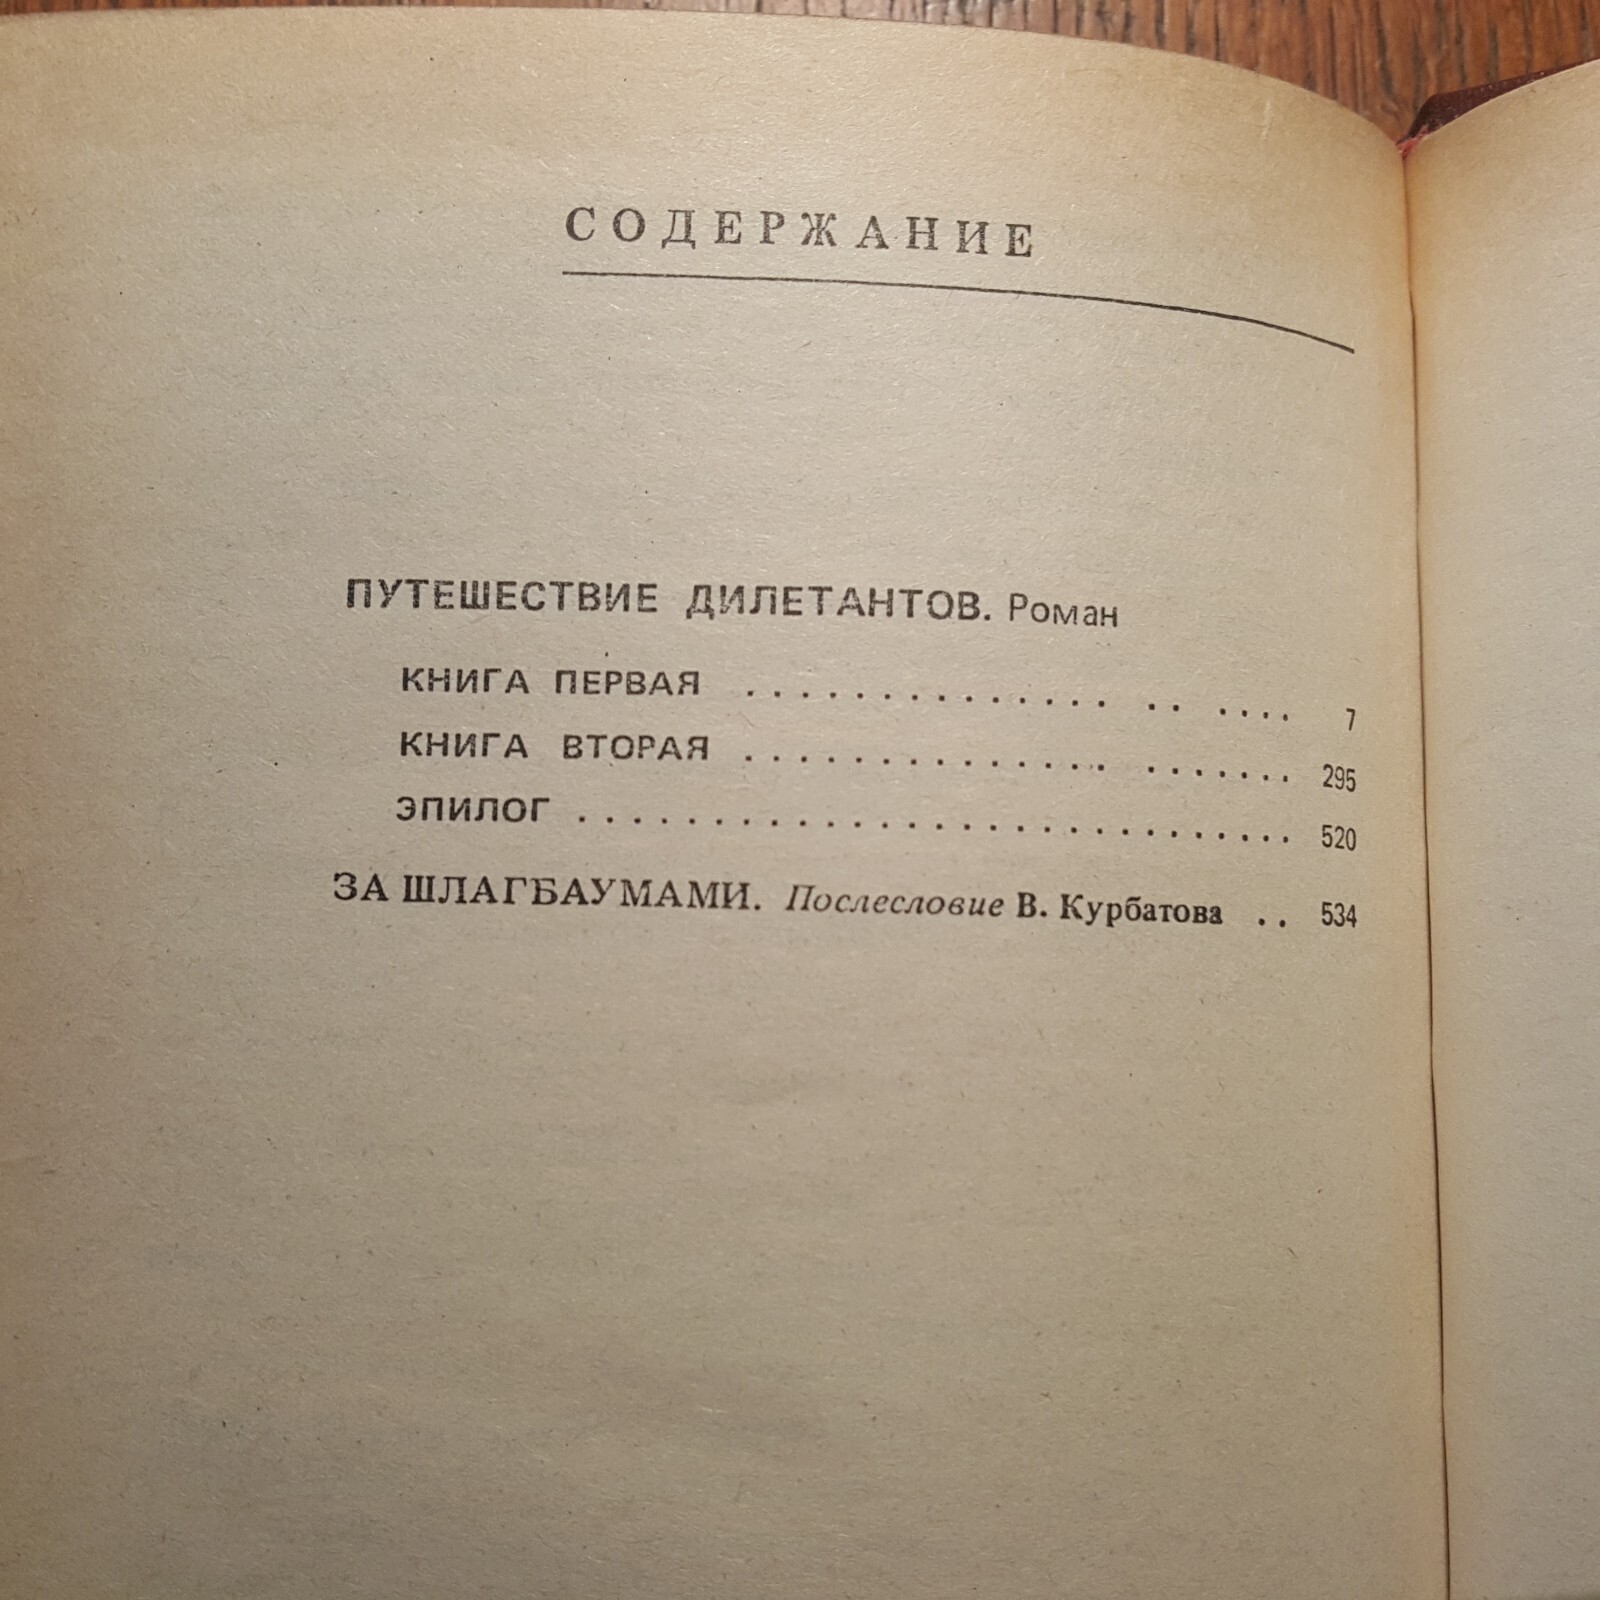 СОДЕРЖАНИЕ
ПУТЕШЕСТВИЕ ДИЛЕТАНТОВ. Роман
КНИГА ПЕРВАЯ . . . . . . . . . . . . . . . . . . . . 7
КНИГА ВТОРАЯ . . . . . . . . . . . . . . . . . . . . . 295
ЭПИЛОГ . . . . . . . . . . . . . . . . . . . . . . . . . . . 520
ЗА ШЛАГБАУМАМИ. Послесловие В. Курбатова . . 534